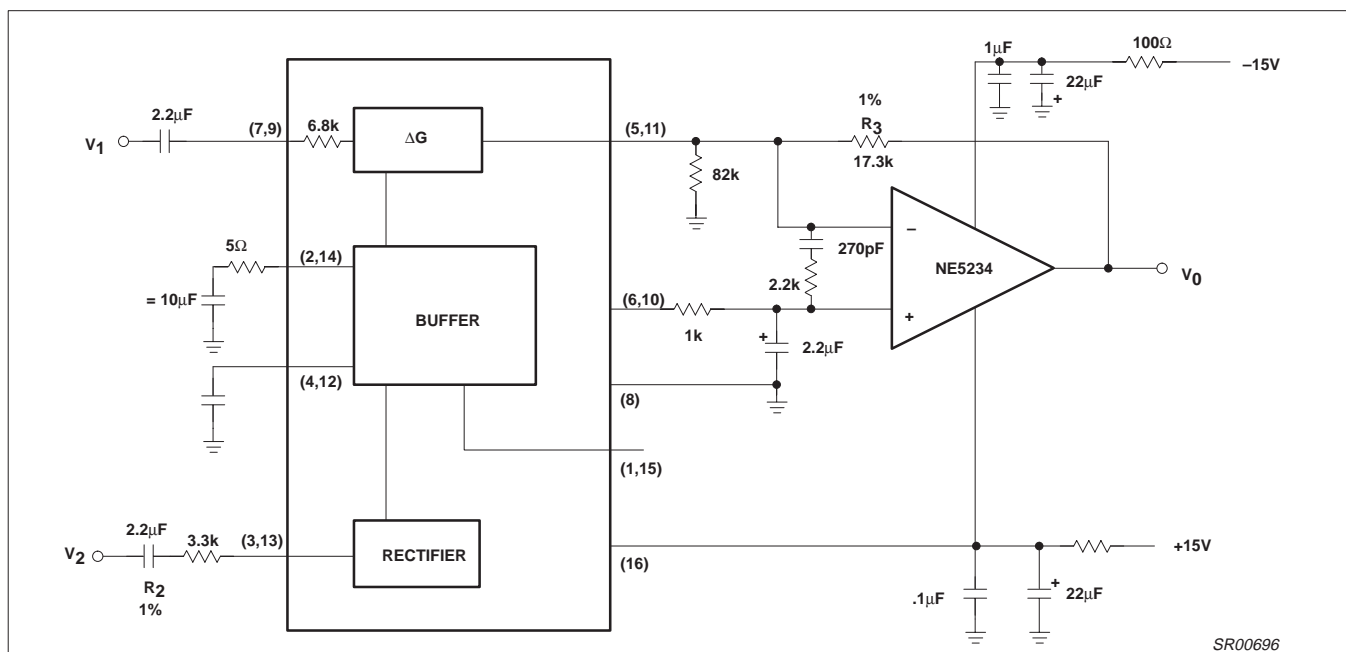 1µF
100Ω
–15V
22µF
+
2.2µF
V1
(7,9)
6.8k
ΔG
(5,11)
1%
R3
17.3k
82k
5Ω
(2,14)
= 10µF
BUFFER
(6,10)
1k
270pF
2.2k
–
+
NE5234
V0
+
2.2µF
(4,12)
(8)
(1,15)
2.2µF
3.3k
(3,13)
V2
R2
1%
RECTIFIER
(16)
+15V
.1µF
+
22µF
SR00696